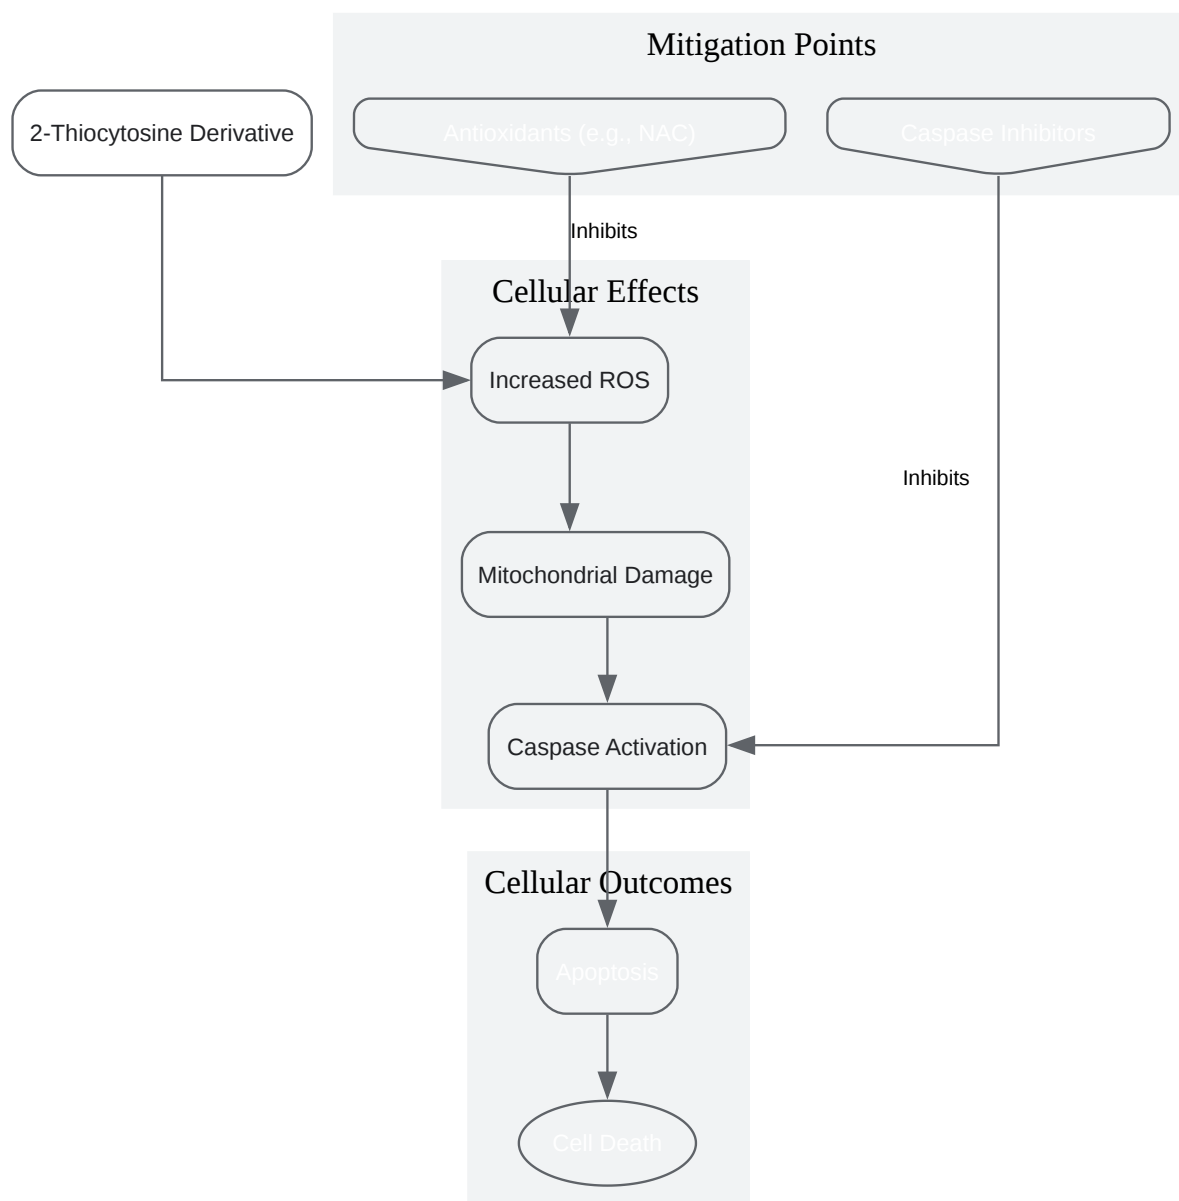 Mitigation Points
2-Thiocytosine Derivative
Antioxidants (e.g., NAC)
Caspase Inhibitors
Inhibits
Cellular Effects
Increased ROS
Inhibits
Mitochondrial Damage
Caspase Activation
Cellular Outcomes
Apoptosis
Cell Death